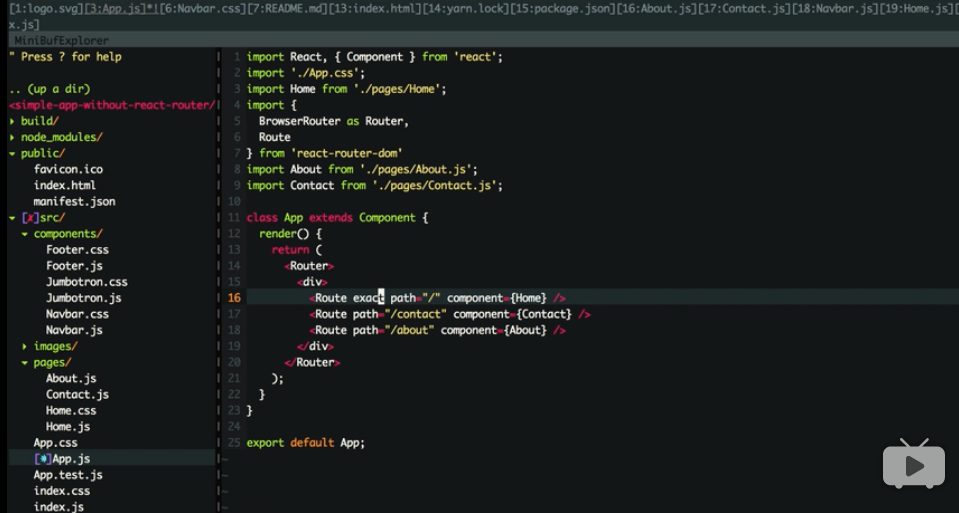 [1:logo.svg][3:App.js]*![6:Navbar.css][7:README.md][13:index.html][14:yarn.lock][15:package.json][16:About.js][17:Contact.js][18:Navbar.js][19:Home.js][
x.js]
MiniBufExplorer
" Press ? for help
.. (up a dir)
<simple-app-without-react-router/
▸ build/
▸ node_modules/
▾ public/
favicon.ico
index.html
manifest.json
▾ [✗]src/
▾ components/
Footer.css
Footer.js
Jumbotron.css
Jumbotron.js
Navbar.css
Navbar.js
▸ images/
▾ pages/
About.js
Contact.js
Home.css
Home.js
App.css
[✹]App.js
App.test.js
index.css
index.js
1 import React, { Component } from 'react';
2 import './App.css';
3 import Home from './pages/Home';
4 import {
5 BrowserRouter as Router,
6 Route
7 } from 'react-router-dom'
8 import About from './pages/About.js';
9 import Contact from './pages/Contact.js';
10
11 class App extends Component {
12 render() {
13 return (
14 <Router>
15 <div>
16 <Route exact path="/" component={Home} />
17 <Route path="/contact" component={Contact} />
18 <Route path="/about" component={About} />
19 </div>
20 </Router>
21 );
22 }
23 }
24
25 export default App;
~
~
~
~